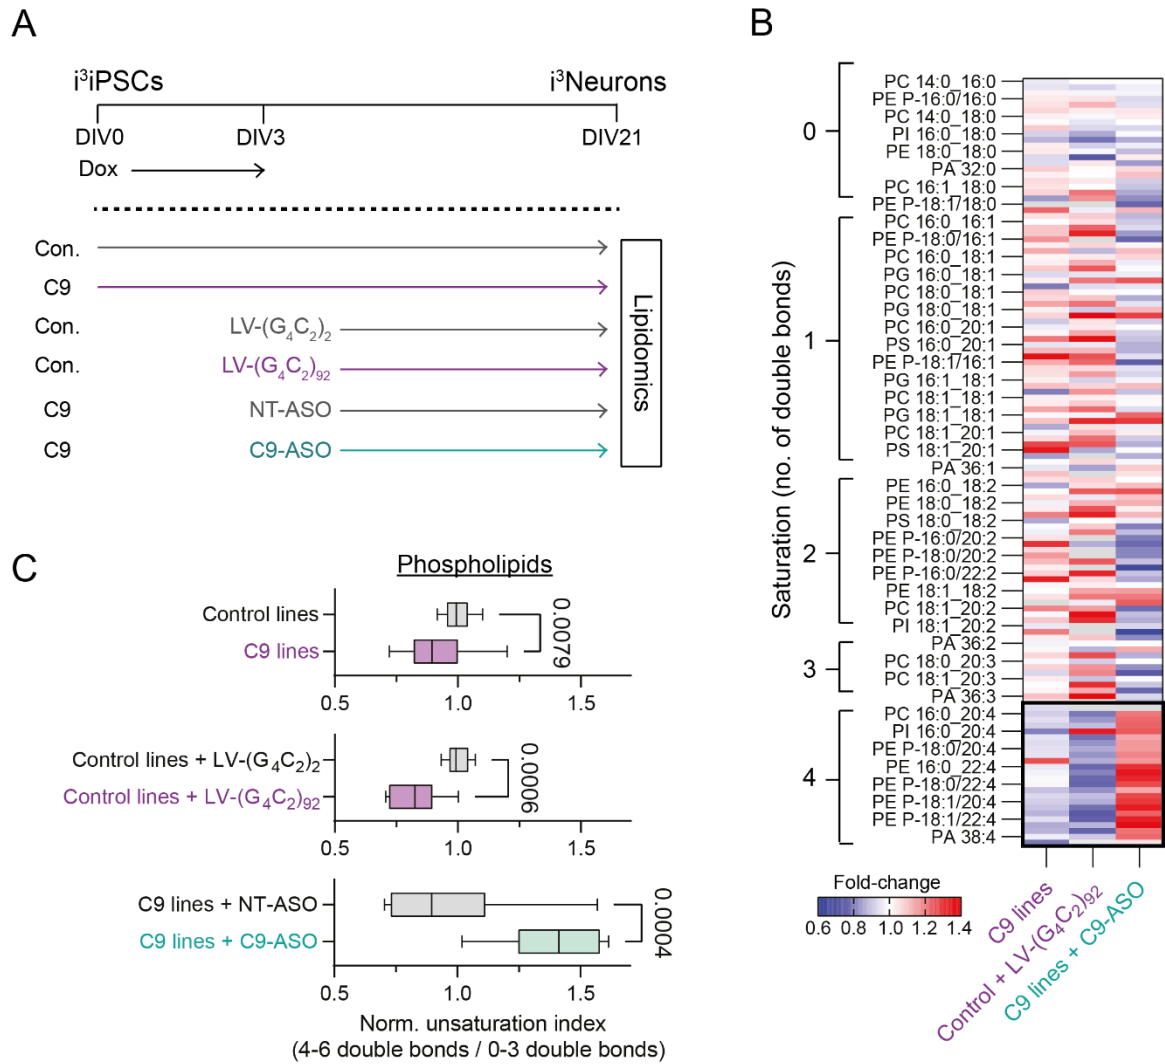 A
i³iPSCs
i³Neurons
DIV0
DIV3
DIV21
Dox
Con.
C9
Con.
LV-(G₄C₂)₂
Con.
LV-(G₄C₂)₉₂
C9
NT-ASO
C9
C9-ASO
Lipidomics
B
Saturation (no. of double bonds)
0
PC 14:0_16:0
PE P-16:0/16:0
PC 14:0_18:0
PI 16:0_18:0
PE 18:0_18:0
PA 32:0
PC 16:1_18:0
PE P-18:1/18:0
1
PC 16:0_16:1
PE P-18:0/16:1
PC 16:0_18:1
PG 16:0_18:1
PC 18:0_18:1
PG 18:0_18:1
PC 16:0_20:1
PS 16:0_20:1
PE P-18:1/16:1
PG 16:1_18:1
PC 18:1_18:1
PG 18:1_18:1
PC 18:1_20:1
PS 18:1_20:1
PA 36:1
2
PE 16:0_18:2
PE 18:0_18:2
PS 18:0_18:2
PE P-16:0/20:2
PE P-18:0/20:2
PE P-16:0/22:2
PE 18:1_18:2
PC 18:1_20:2
PI 18:1_20:2
PA 36:2
3
PC 18:0_20:3
PC 18:1_20:3
PA 36:3
4
PC 16:0_20:4
PI 16:0_20:4
PE P-18:0/20:4
PE 16:0_22:4
PE P-18:0/22:4
PE P-18:1/20:4
PE P-18:1/22:4
PA 38:4
Fold-change
0.6 0.8 1.0 1.2 1.4
C9 lines
Control + LV-(G₄C₂)₉₂
C9 lines + C9-ASO
C
Phospholipids
Control lines
C9 lines
0.0079
0.5 1.0 1.5
Control lines + LV-(G₄C₂)₂
Control lines + LV-(G₄C₂)₉₂
0.0006
0.5 1.0 1.5
C9 lines + NT-ASO
C9 lines + C9-ASO
0.0004
0.5 1.0 1.5
Norm. unsaturation index
(4-6 double bonds / 0-3 double bonds)